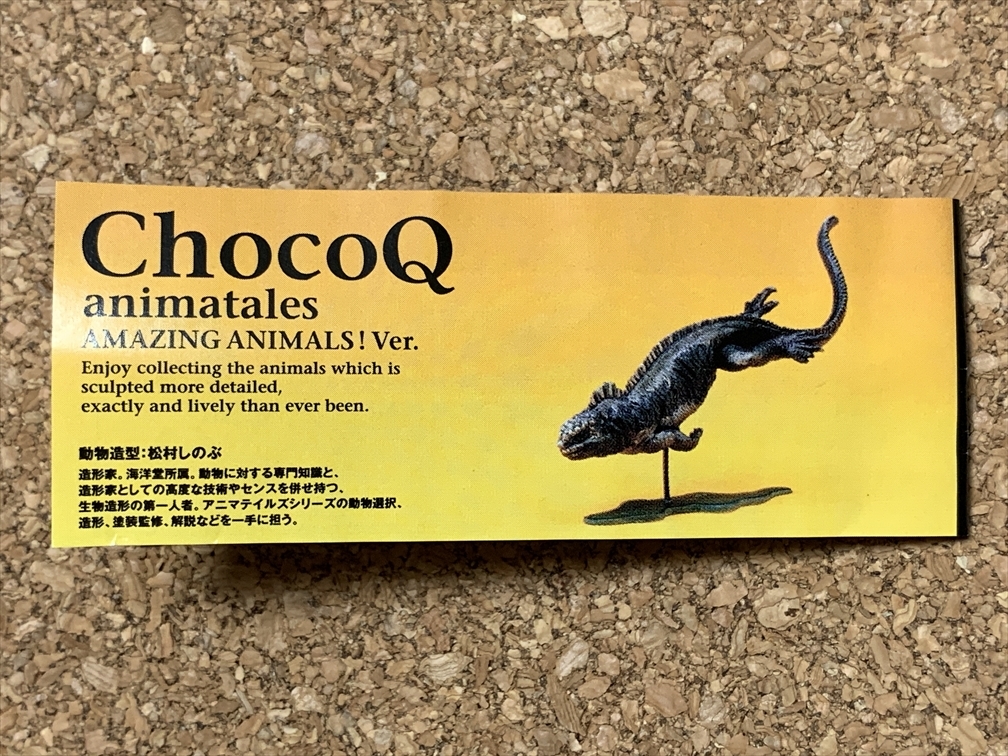 ChocoQ
animatales
AMAZING ANIMALS! Ver.
Enjoy collecting the animals which is
sculpted more detailed,
exactly and lively than ever been.
動物造型:松村しのぶ
造形家。海洋堂所属。動物に対する専門知識と、
造形家としての高度な技術やセンスを併せ持つ、
生物造形の第一人者。アニマテイルズシリーズの動物選択、
造形、塗装監修、解説などを一手に担う。